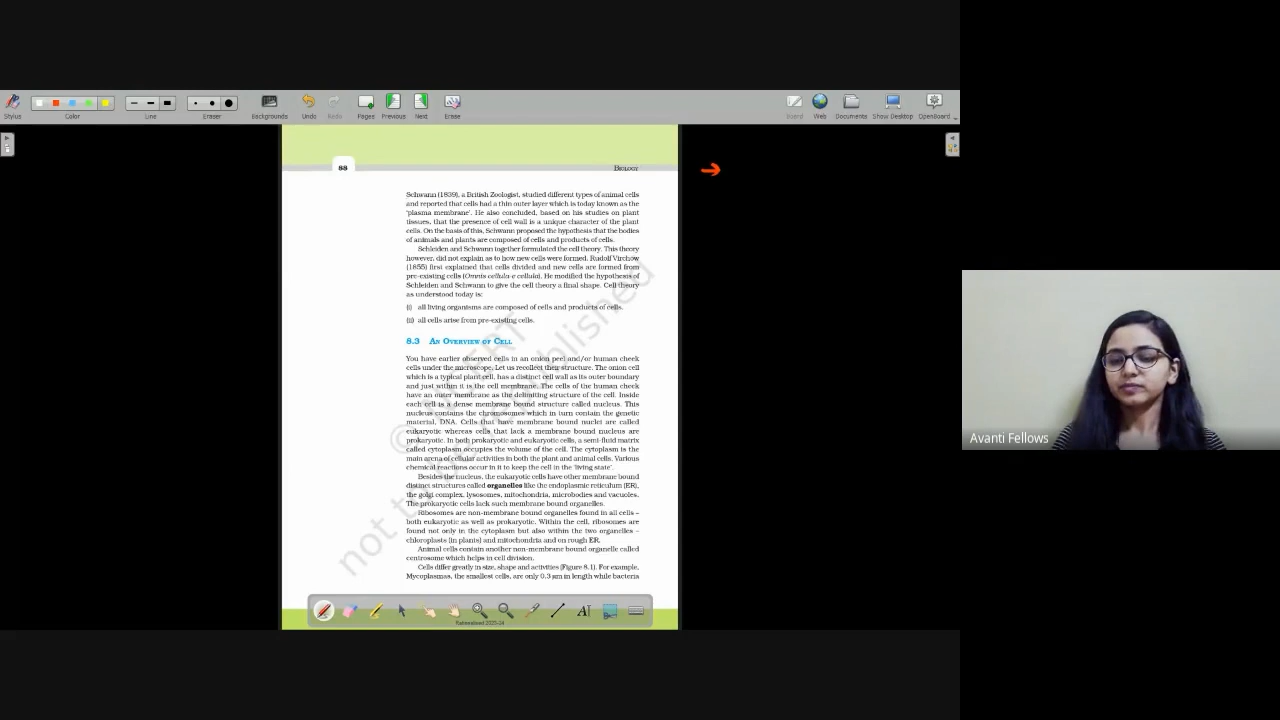 Stylus
Color
Line
Eraser
Backgrounds
Undo
Redo
Pages
Previous
Next
Erase
Board
Web
Documents
Show Desktop
OpenBoard
88
BIOLOGY
Schwann (1839), a British Zoologist, studied different types of animal cells
and reported that cells had a thin outer layer which is today known as the
'plasma membrane'. He also concluded, based on his studies on plant
tissues, that the presence of cell wall is a unique character of the plant
cells. On the basis of this, Schwann proposed the hypothesis that the bodies
of animals and plants are composed of cells and products of cells.
Schleiden and Schwann together formulated the cell theory. This theory
however, did not explain as to how new cells were formed. Rudolf Virchow
(1855) first explained that cells divided and new cells are formed from
pre-existing cells (Omnis cellula-e cellula). He modified the hypothesis of
Schleiden and Schwann to give the cell theory a final shape. Cell theory
as understood today is:
(i) all living organisms are composed of cells and products of cells.
(ii) all cells arise from pre-existing cells.
8.3 AN OVERVIEW OF CELL
You have earlier observed cells in an onion peel and/or human cheek
cells under the microscope. Let us recollect their structure. The onion cell
which is a typical plant cell, has a distinct cell wall as its outer boundary
and just within it is the cell membrane. The cells of the human cheek
have an outer membrane as the delimiting structure of the cell. Inside
each cell is a dense membrane bound structure called nucleus. This
nucleus contains the chromosomes which in turn contain the genetic
material, DNA. Cells that have membrane bound nuclei are called
eukaryotic whereas cells that lack a membrane bound nucleus are
prokaryotic. In both prokaryotic and eukaryotic cells, a semi-fluid matrix
called cytoplasm occupies the volume of the cell. The cytoplasm is the
main arena of cellular activities in both the plant and animal cells. Various
chemical reactions occur in it to keep the cell in the 'living state'.
Besides the nucleus, the eukaryotic cells have other membrane bound
distinct structures called organelles like the endoplasmic reticulum (ER),
the golgi complex, lysosomes, mitochondria, microbodies and vacuoles.
The prokaryotic cells lack such membrane bound organelles.
Ribosomes are non-membrane bound organelles found in all cells –
both eukaryotic as well as prokaryotic. Within the cell, ribosomes are
found not only in the cytoplasm but also within the two organelles –
chloroplasts (in plants) and mitochondria and on rough ER.
Animal cells contain another non-membrane bound organelle called
centrosome which helps in cell division.
Cells differ greatly in size, shape and activities (Figure 8.1). For example,
Mycoplasmas, the smallest cells, are only 0.3 µm in length while bacteria
© NCERT
not to be republished
Rationalised 2023-24
Avanti Fellows